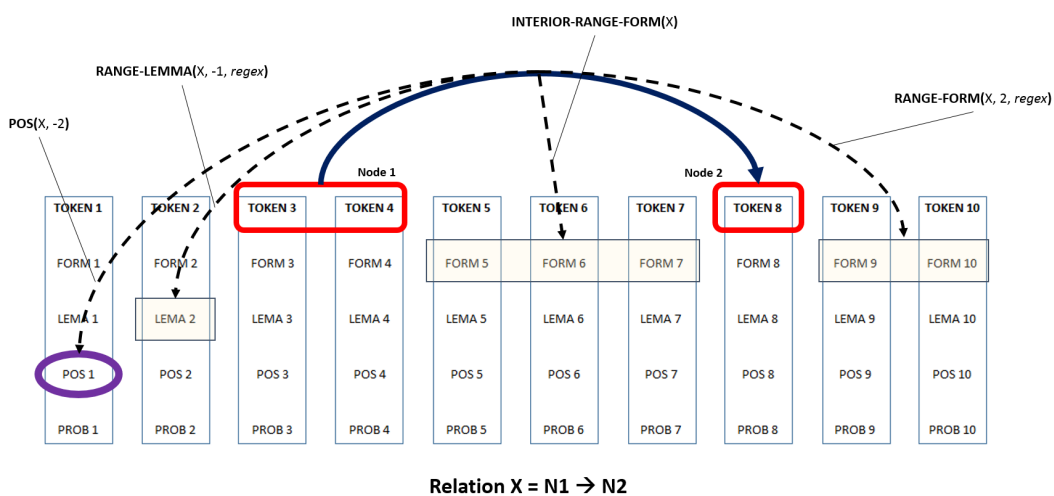 INTERIOR-RANGE-FORM(X)
RANGE-LEMMA(X, -1, regex)
RANGE-FORM(X, 2, regex)
POS(X, -2)
Node 1
Node 2
TOKEN 1 TOKEN 2 TOKEN 3 TOKEN 4 TOKEN 5 TOKEN 6 TOKEN 7 TOKEN 8 TOKEN 9 TOKEN 10
FORM 1 FORM 2 FORM 3 FORM 4 FORM 5 FORM 6 FORM 7 FORM 8 FORM 9 FORM 10
LEMA 1 LEMA 2 LEMA 3 LEMA 4 LEMA 5 LEMA 6 LEMA 7 LEMA 8 LEMA 9 LEMA 10
POS 1 POS 2 POS 3 POS 4 POS 5 POS 6 POS 7 POS 8 POS 9 POS 10
PROB 1 PROB 2 PROB 3 PROB 4 PROB 5 PROB 6 PROB 7 PROB 8 PROB 9 PROB 10
Relation X = N1 → N2